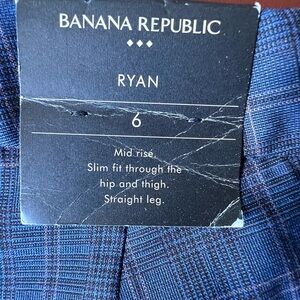 BANANA REPUBLIC
RYAN
6
Mid rise.
Slim fit through the
hip and thigh.
Straight leg.